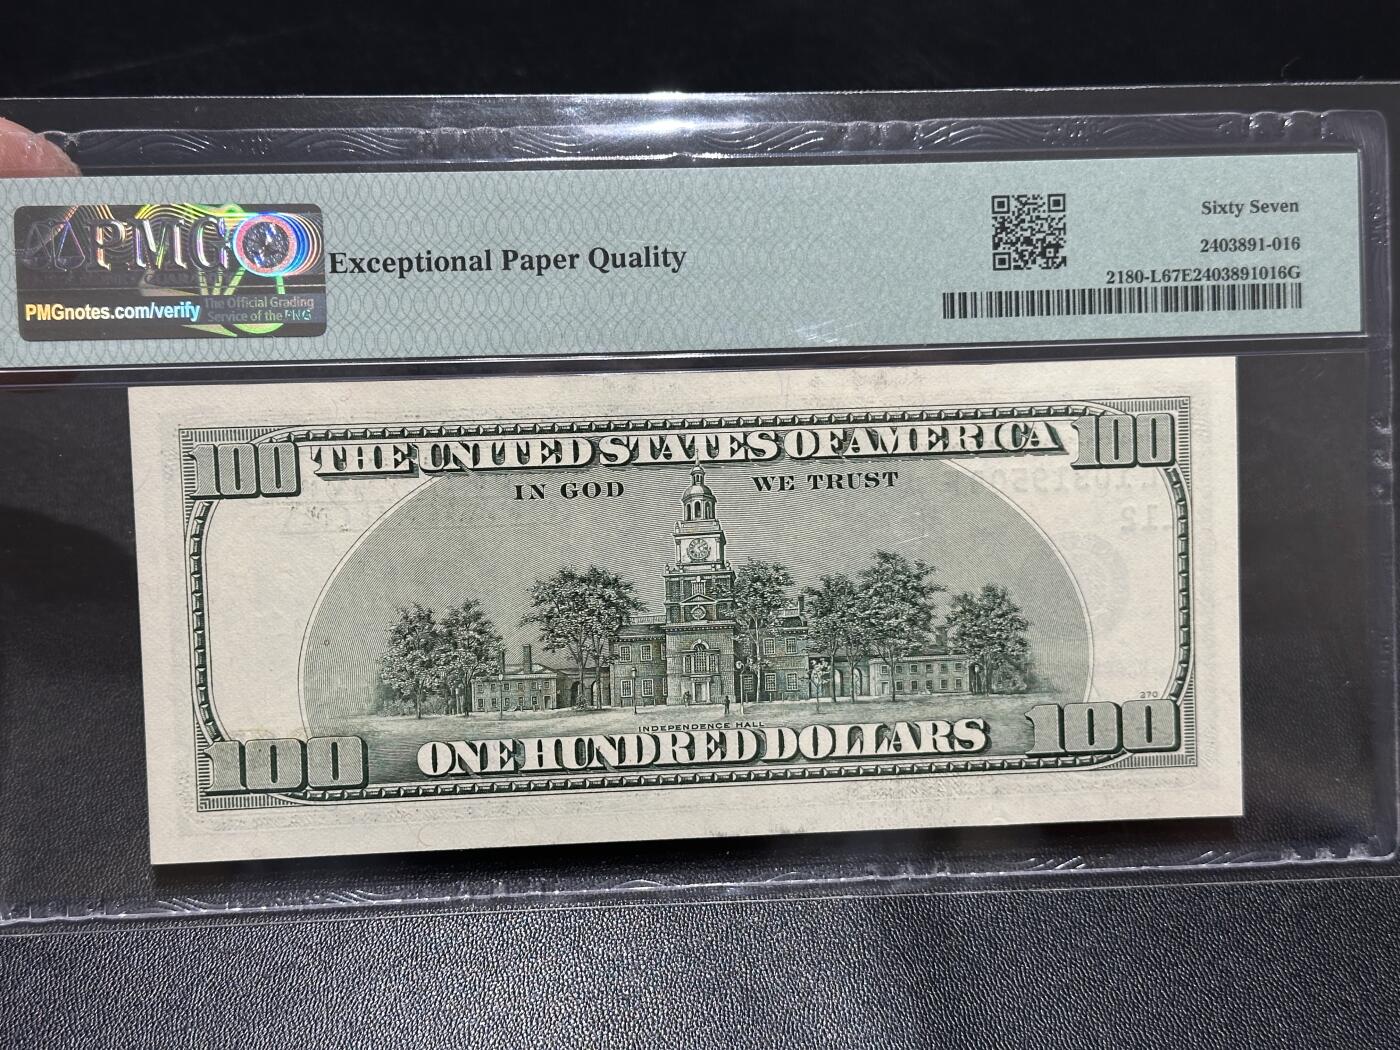 PMG
PMGnotes.com/verify
The Official Grading
Service of the PNG
Exceptional Paper Quality
Sixty Seven
2403891-016
2180-L67E2403891016G
100 THE UNITED STATES OF AMERICA 100
IN GOD WE TRUST
270
INDEPENDENCE HALL
100 ONE HUNDRED DOLLARS 100